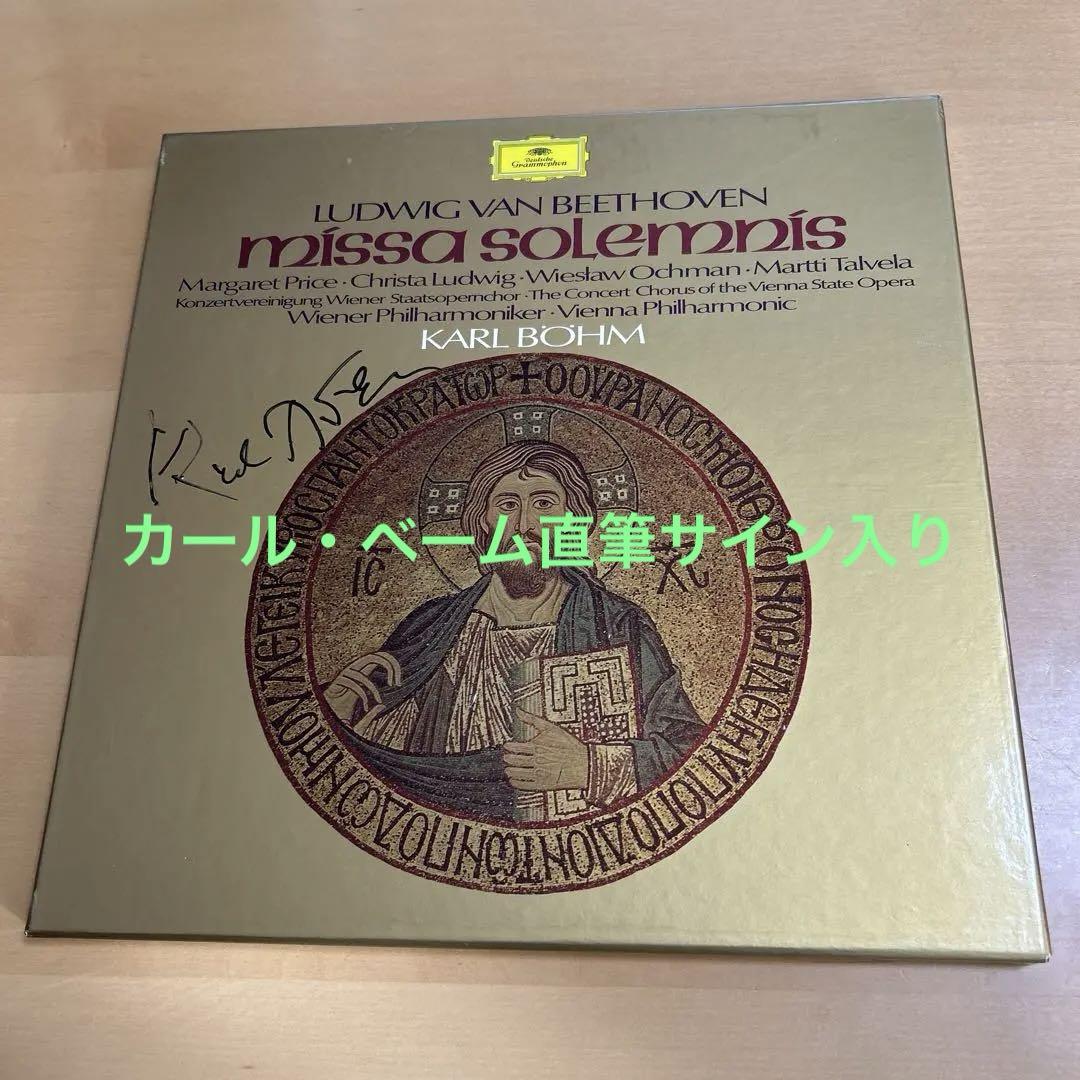 Deutsche
Grammophon
LUDWIG VAN BEETHOVEN
missa solemnis
Margaret Price · Christa Ludwig · Wiesław Ochman · Martti Talvela
Konzertvereinigung Wiener Staatsopernchor · The Concert Chorus of the Vienna State Opera
Wiener Philharmoniker · Vienna Philharmonic
KARL BÖHM
カール・ベーム直筆サイン入り
IC
XC